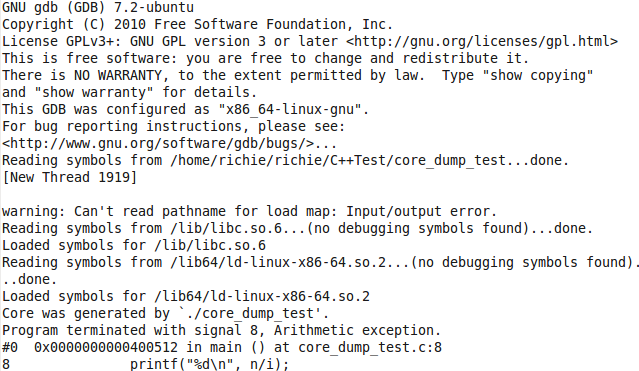 GNU gdb (GDB) 7.2-ubuntu
Copyright (C) 2010 Free Software Foundation, Inc.
License GPLv3+: GNU GPL version 3 or later <http://gnu.org/licenses/gpl.html>
This is free software: you are free to change and redistribute it.
There is NO WARRANTY, to the extent permitted by law.  Type "show copying"
and "show warranty" for details.
This GDB was configured as "x86_64-linux-gnu".
For bug reporting instructions, please see:
<http://www.gnu.org/software/gdb/bugs/>...
Reading symbols from /home/richie/richie/C++Test/core_dump_test...done.
[New Thread 1919]

warning: Can't read pathname for load map: Input/output error.
Reading symbols from /lib/libc.so.6...(no debugging symbols found)...done.
Loaded symbols for /lib/libc.so.6
Reading symbols from /lib64/ld-linux-x86-64.so.2...(no debugging symbols found).
..done.
Loaded symbols for /lib64/ld-linux-x86-64.so.2
Core was generated by `./core_dump_test'.
Program terminated with signal 8, Arithmetic exception.
#0  0x0000000000400512 in main () at core_dump_test.c:8
8               printf("%d\n", n/i);